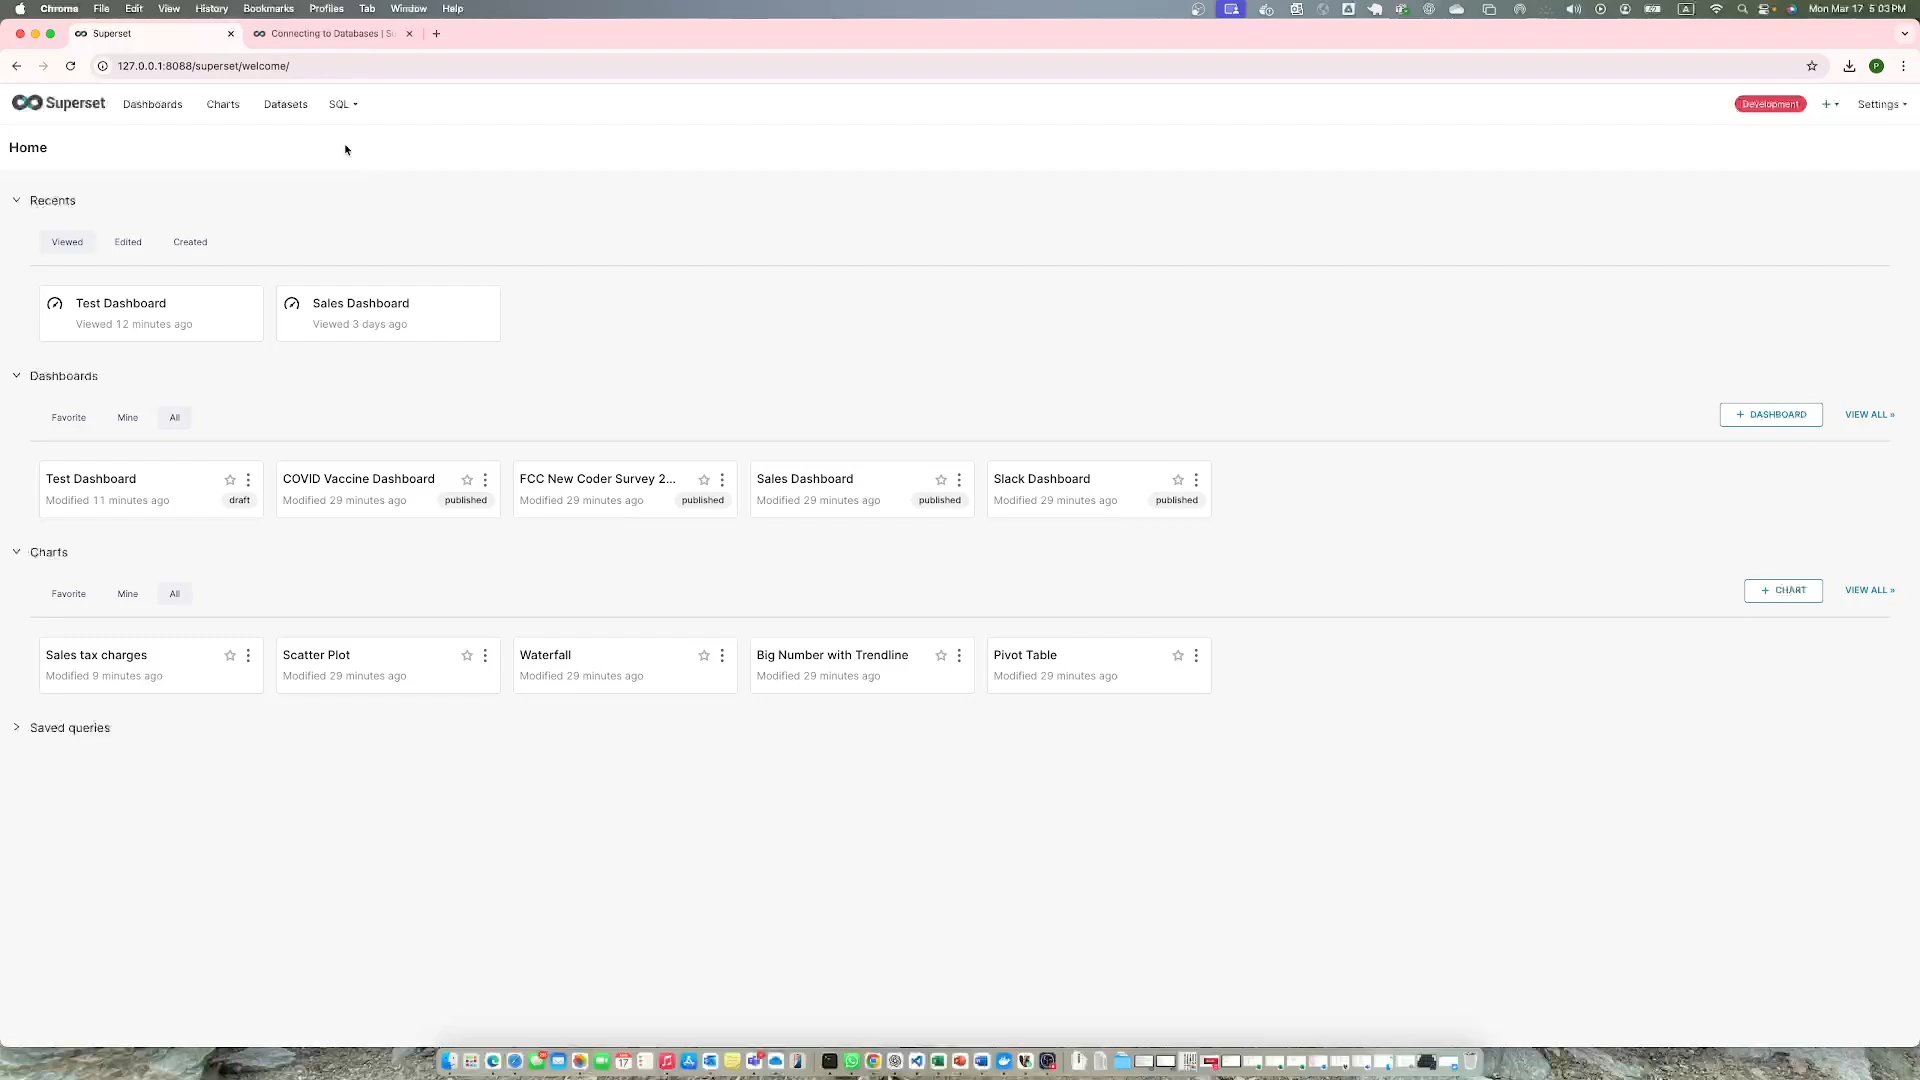 Chrome File Edit View History Bookmarks Profiles Tab Window Help Mon Mar 17 5:03 PM
Superset Connecting to Databases | Su
127.0.0.1:8088/superset/welcome/
Superset Dashboards Charts Datasets SQL Development + Settings
Home
Recents
Viewed Edited Created
Test Dashboard Sales Dashboard
Viewed 12 minutes ago Viewed 3 days ago
Dashboards
Favorite Mine All + DASHBOARD VIEW ALL »
Test Dashboard COVID Vaccine Dashboard FCC New Coder Survey 2... Sales Dashboard Slack Dashboard
Modified 11 minutes ago draft Modified 29 minutes ago published Modified 29 minutes ago published Modified 29 minutes ago published Modified 29 minutes ago published
Charts
Favorite Mine All + CHART VIEW ALL »
Sales tax charges Scatter Plot Waterfall Big Number with Trendline Pivot Table
Modified 9 minutes ago Modified 29 minutes ago Modified 29 minutes ago Modified 29 minutes ago Modified 29 minutes ago
Saved queries